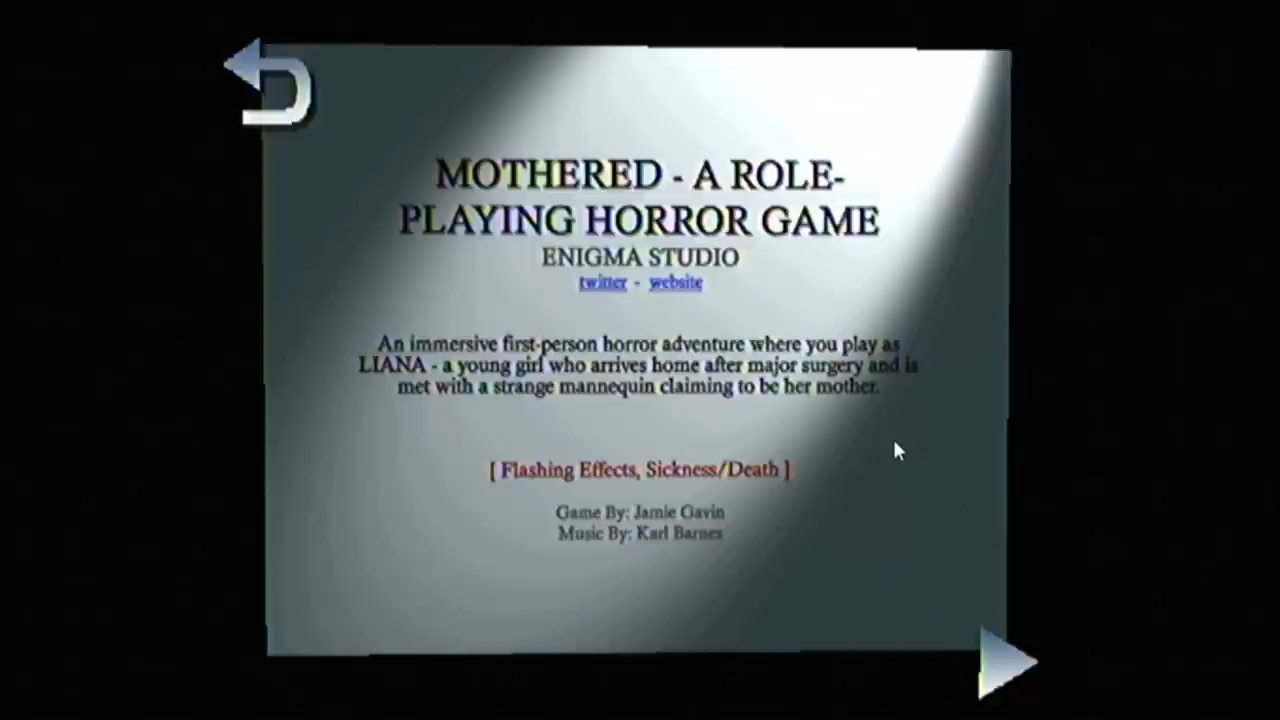 MOTHERED - A ROLE-
PLAYING HORROR GAME
ENIGMA STUDIO
twitter - website
An immersive first-person horror adventure where you play as
LIANA - a young girl who arrives home after major surgery and is
met with a strange mannequin claiming to be her mother.
[ Flashing Effects, Sickness/Death ]
Game By: Jamie Gavin
Music By: Karl Barnes